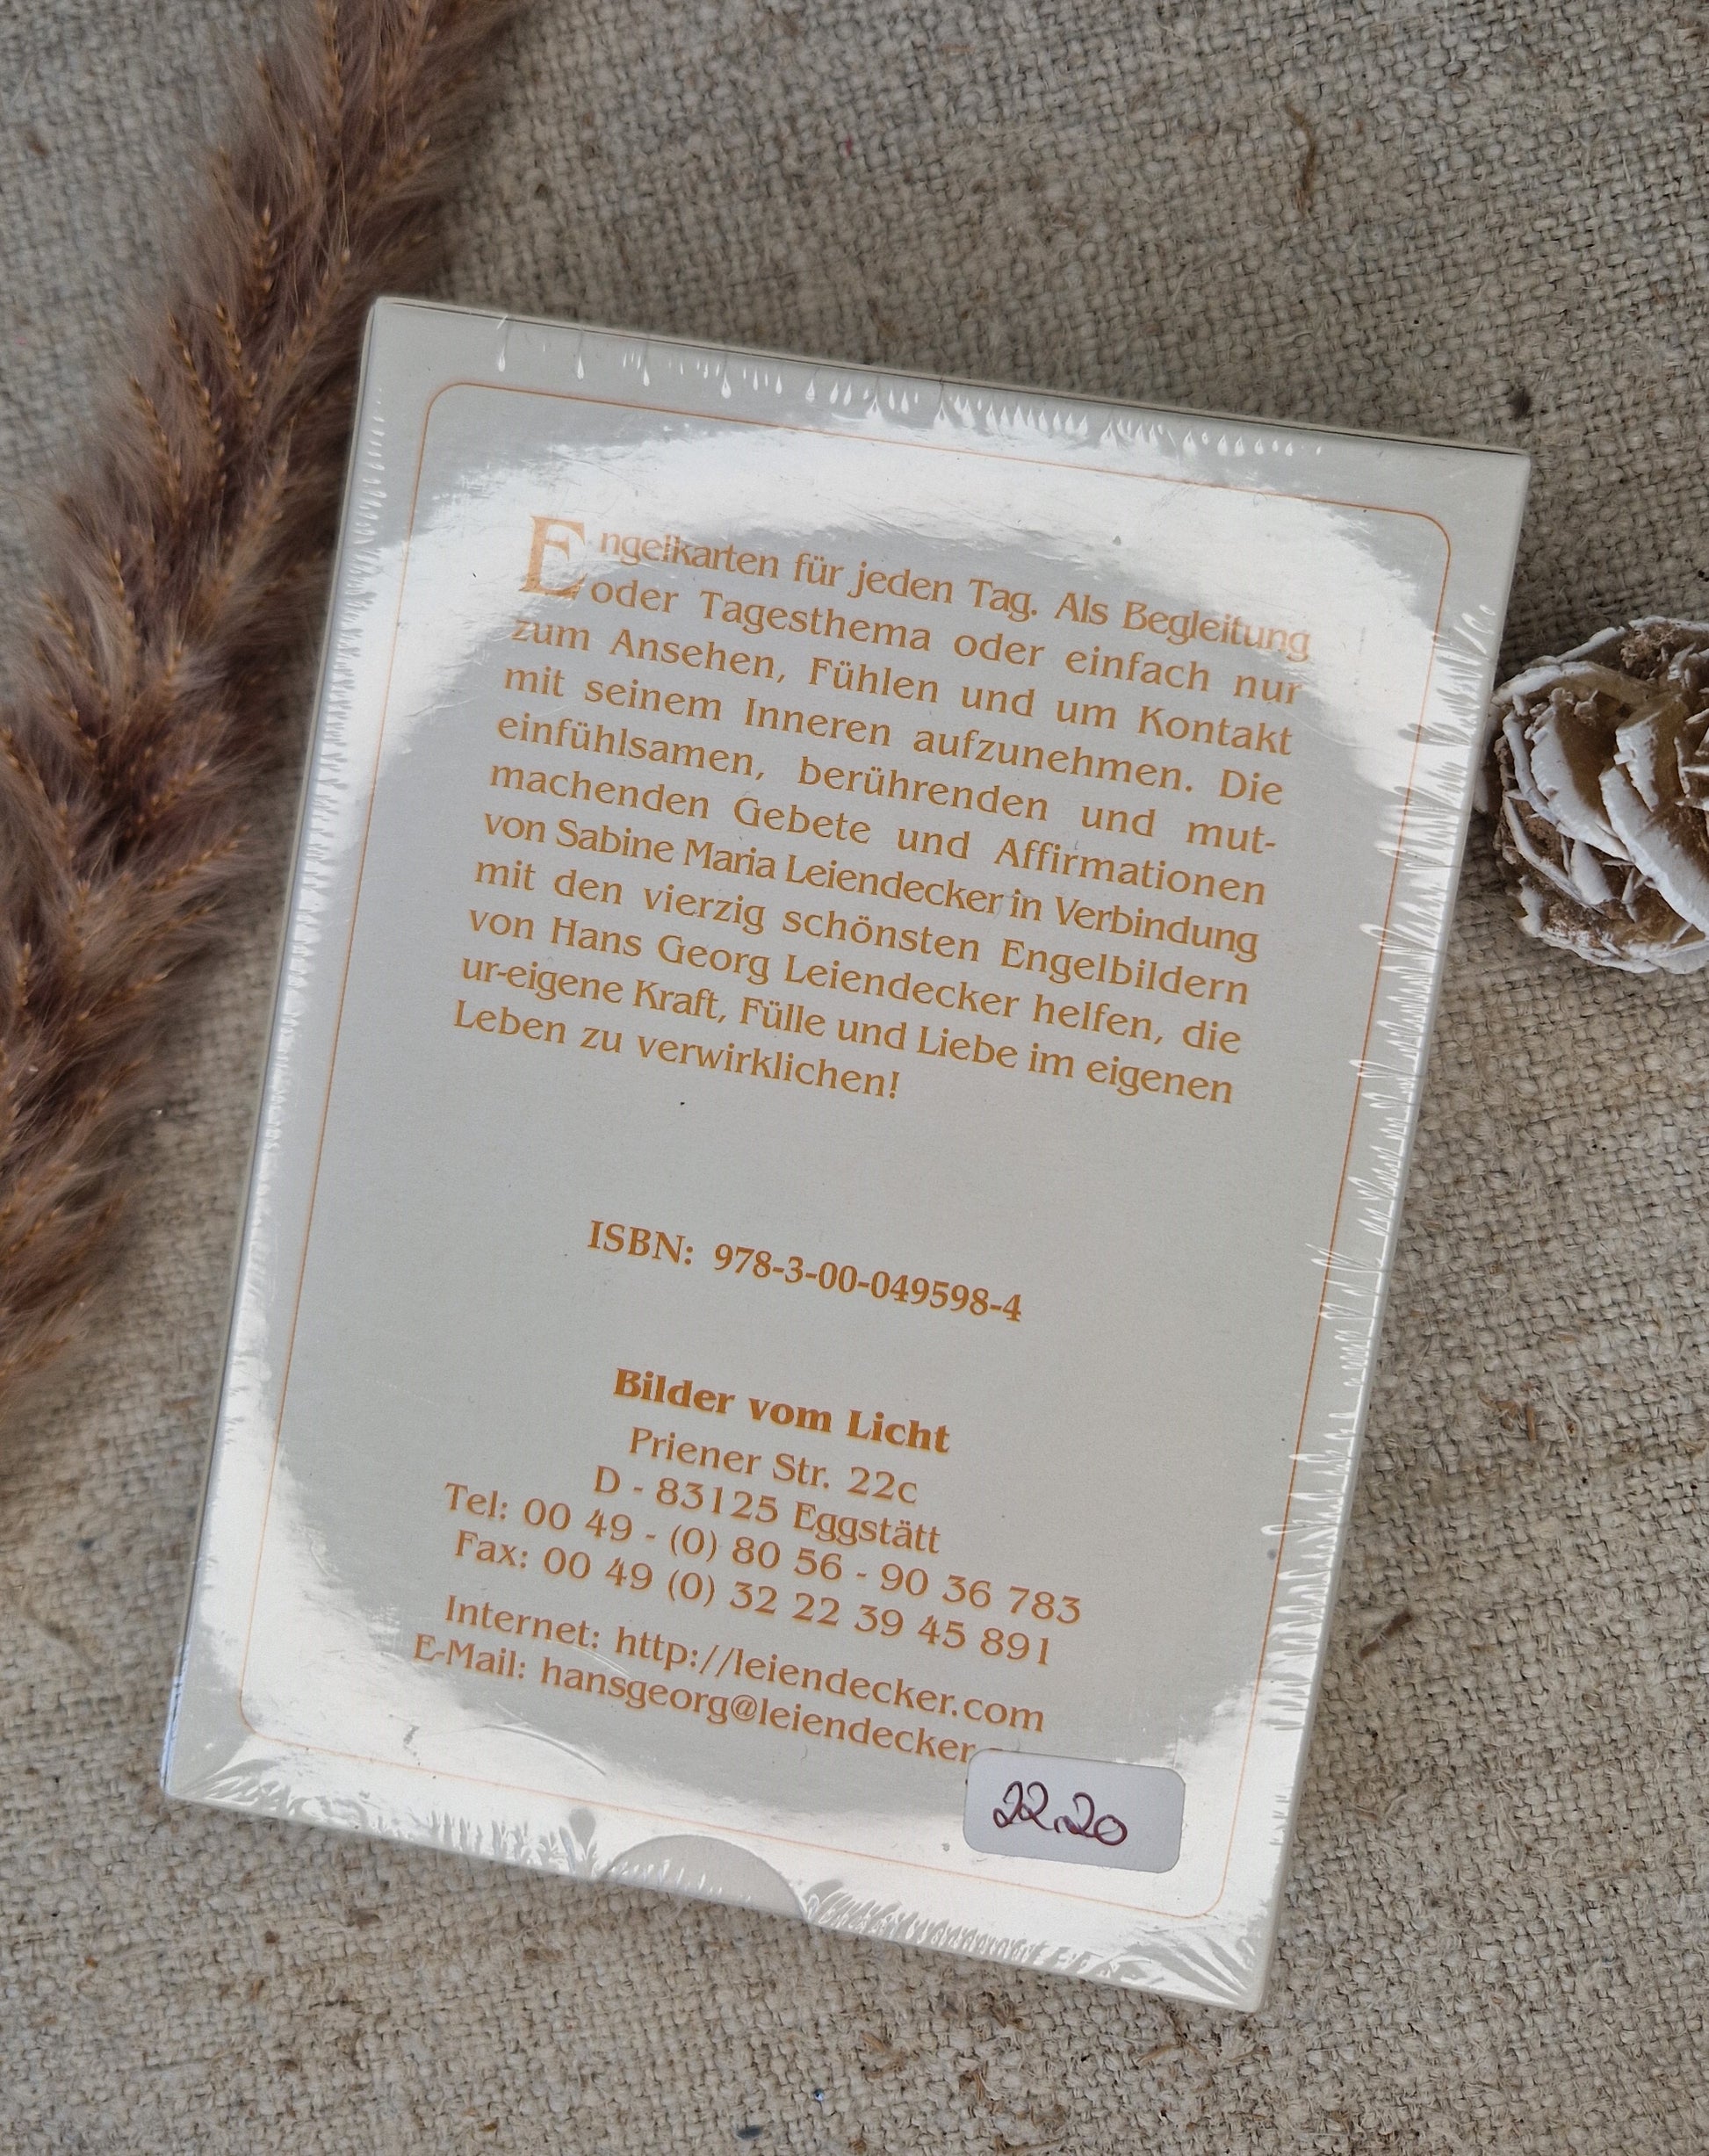 Engelkarten für jeden Tag. Als Begleitung
oder Tagesthema oder einfach nur
zum Ansehen, Fühlen und um Kontakt
mit seinem Inneren aufzunehmen. Die
einfühlsamen, berührenden und mut-
machenden Gebete und Affirmationen
von Sabine Maria Leiendecker in Verbindung
mit den vierzig schönsten Engelbildern
von Hans Georg Leiendecker helfen, die
ur-eigene Kraft, Fülle und Liebe im eigenen
Leben zu verwirklichen!
ISBN: 978-3-00-049598-4
Bilder vom Licht
Priener Str. 22c
D - 83125 Eggstätt
Tel: 00 49 - (0) 80 56 - 90 36 783
Fax: 00 49 (0) 32 22 39 45 891
Internet: http://leiendecker.com
E-Mail: hansgeorg@leiendecker
22.20